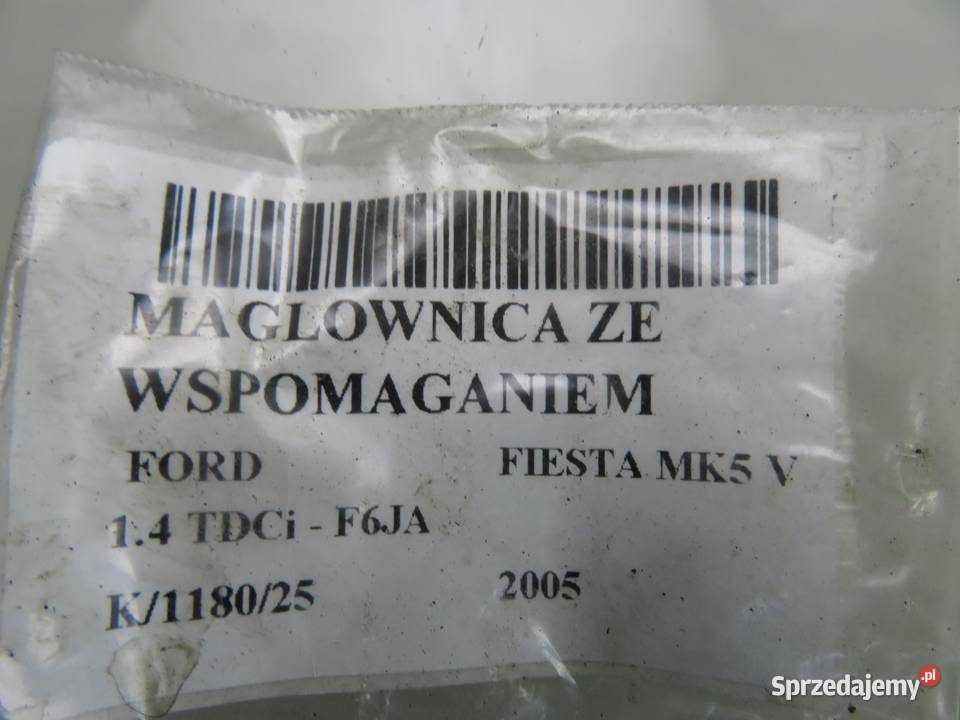 MAGLOWNICA ZE
WSPOMAGANIEM
FORD FIESTA MK5 V
1.4 TDCi - F6JA
K/1180/25 2005
Sprzedajemy.pl